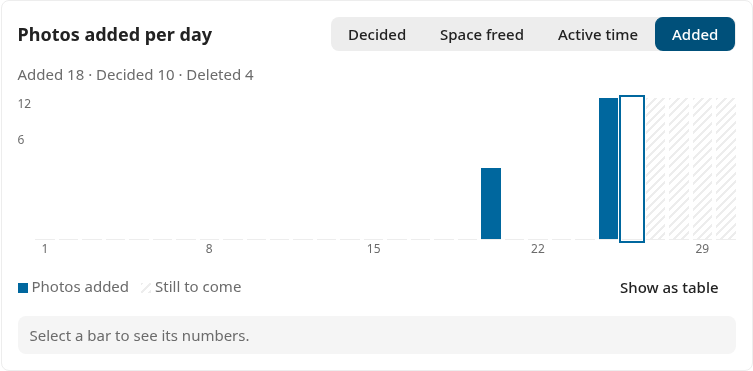 Photos added per day
Decided Space freed Active time Added
Added 18 · Decided 10 · Deleted 4
12
6
1 8 15 22 29
Photos added Still to come Show as table
Select a bar to see its numbers.